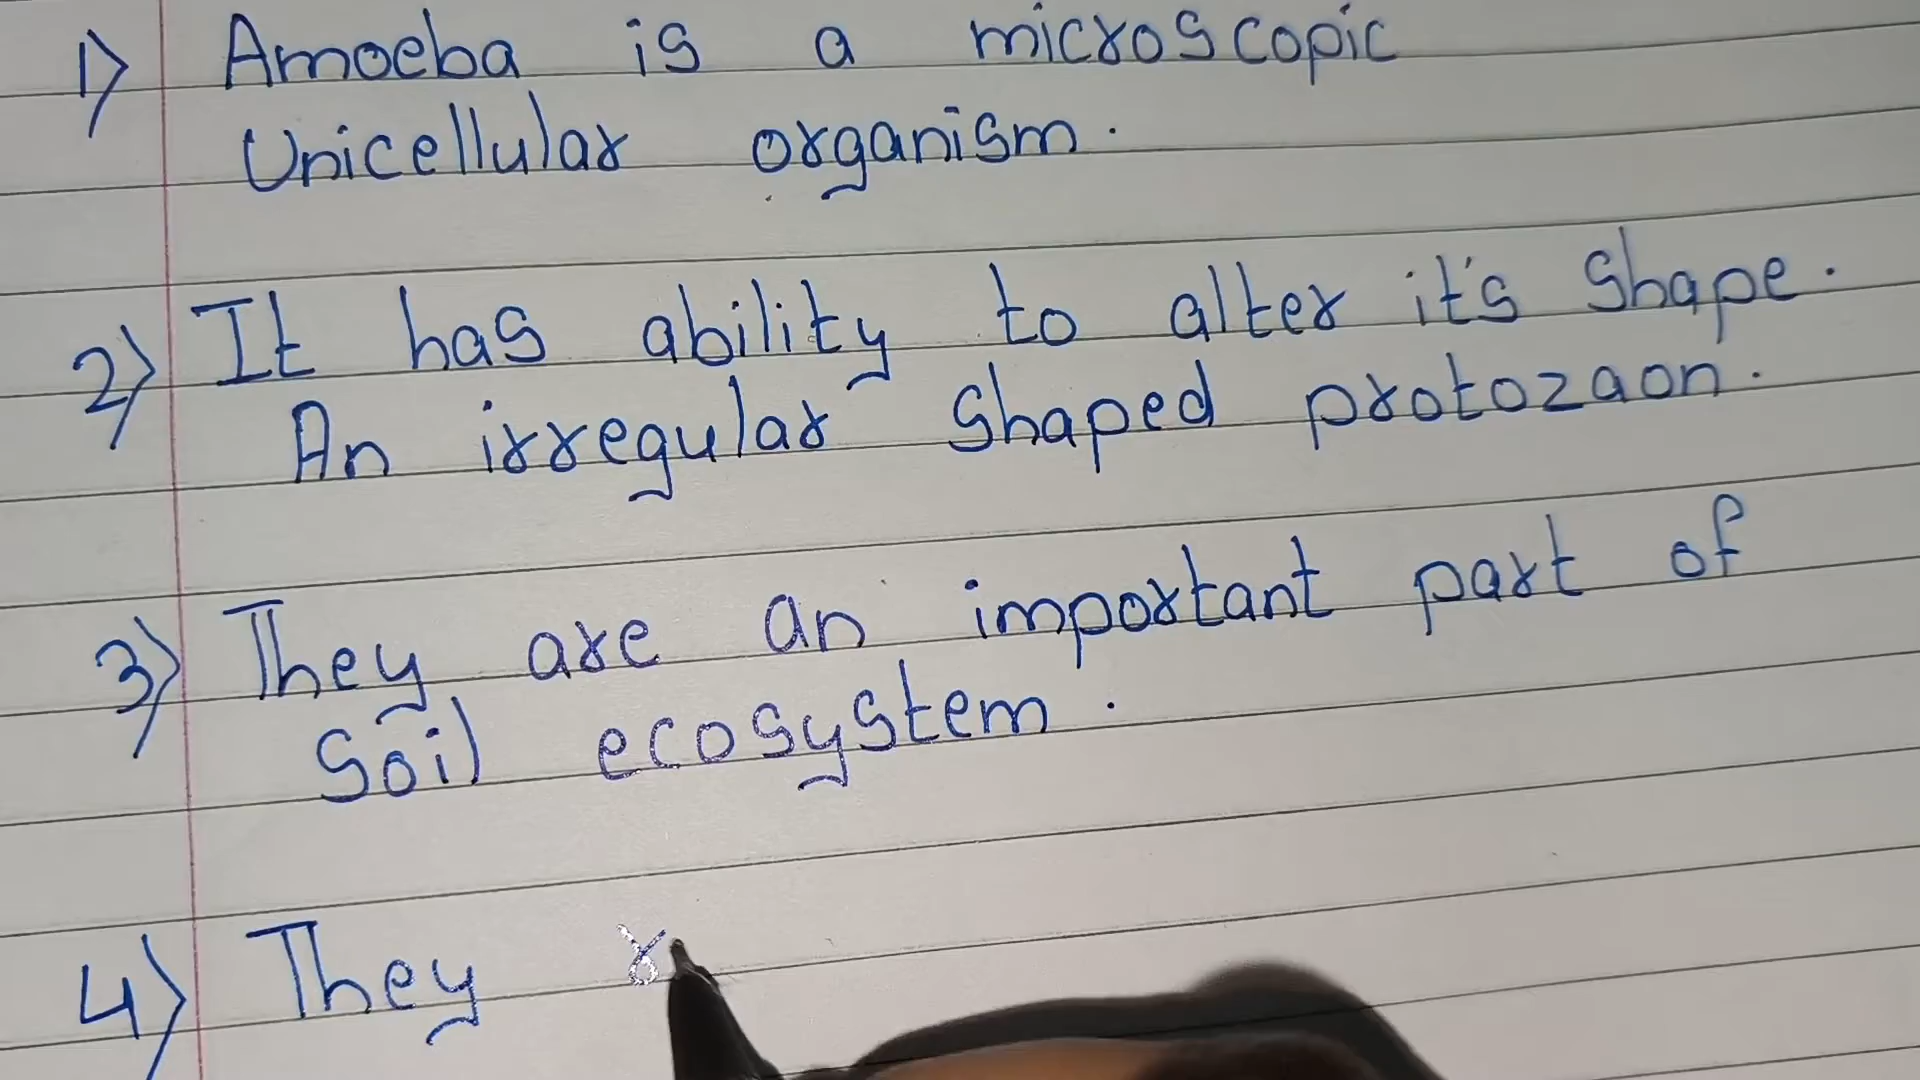 1) Amoeba is a microscopic
Unicellular organism.
2) It has ability to alter it's shape.
An irregular shaped protozaon.
3) They are an important part of
Soil ecosystem.
4) They r